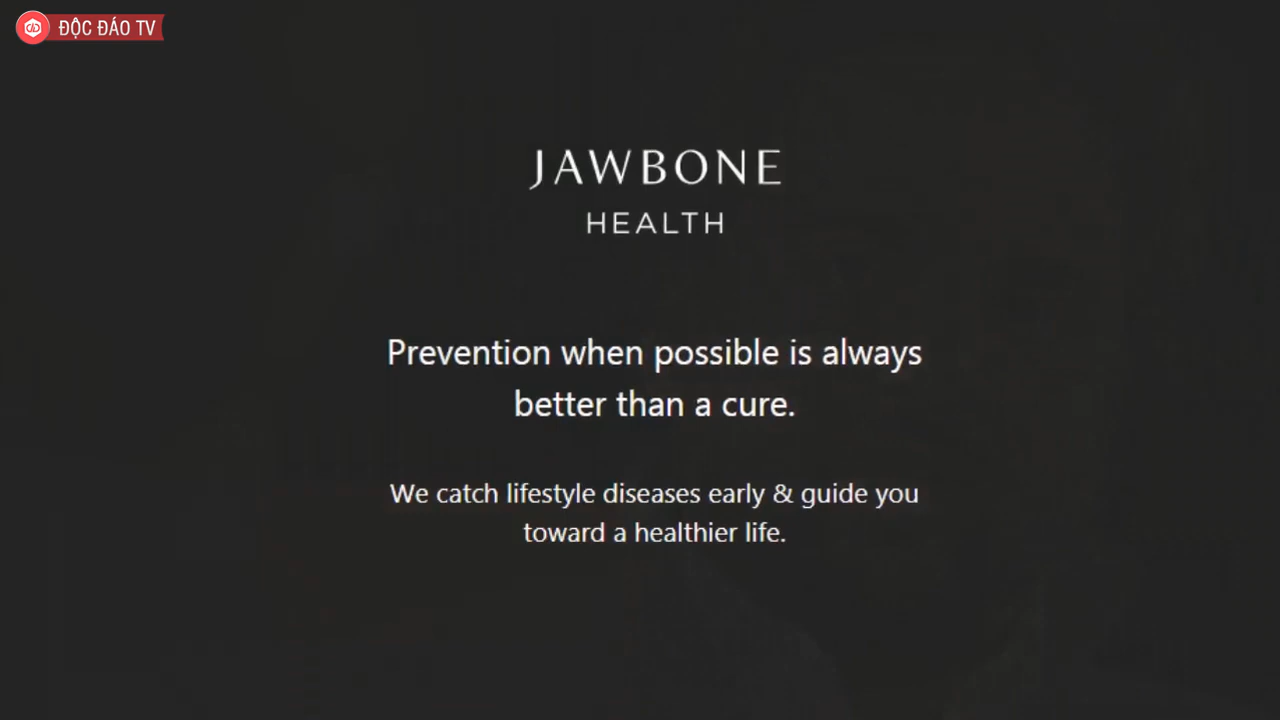 ĐỘC ĐÁO TV
JAWBONE
HEALTH
Prevention when possible is always
better than a cure.
We catch lifestyle diseases early & guide you
toward a healthier life.